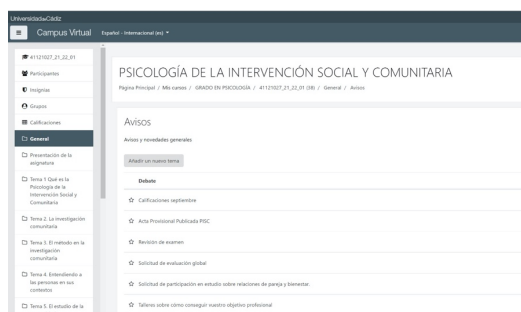 Universidad de Cádiz
Campus Virtual
Español - Internacional (es)
41121027_21_22_01
Participantes
Insignias
Grupos
Calificaciones
General
Presentación de la
asignatura
Tema 1 Qué es la
Psicología de la
Intervención Social y
Comunitaria
Tema 2. La investigación
comunitaria
Tema 3. El método en la
investigación
comunitaria
Tema 4. Entendiendo a
las personas en sus
contextos
Tema 5. El estudio de la
PSICOLOGÍA DE LA INTERVENCIÓN SOCIAL Y COMUNITARIA
Página Principal / Mis cursos / GRADO EN PSICOLOGÍA / 41121027_21_22_01 (58) / General / Avisos
Avisos
Avisos y novedades generales
Añadir un nuevo tema
Debate
Calificaciones septiembre
Acta Provisional Publicada PISC
Revisión de examen
Solicitud de evaluación global
Solicitud de participación en estudio sobre relaciones de pareja y bienestar.
Talleres sobre cómo conseguir vuestro objetivo profesional